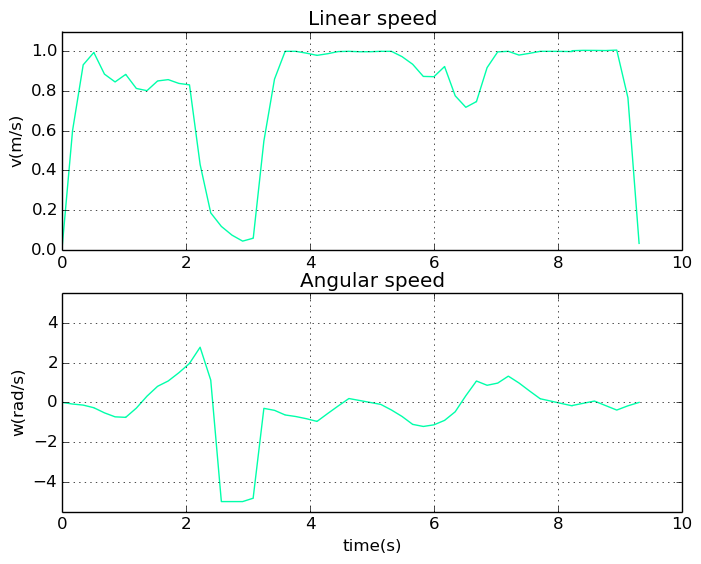 Linear speed
v(m/s)
1.0
0.8
0.6
0.4
0.2
0.0
0 2 4 6 8 10
Angular speed
w(rad/s)
4
2
0
−2
−4
0 2 4 6 8 10
time(s)